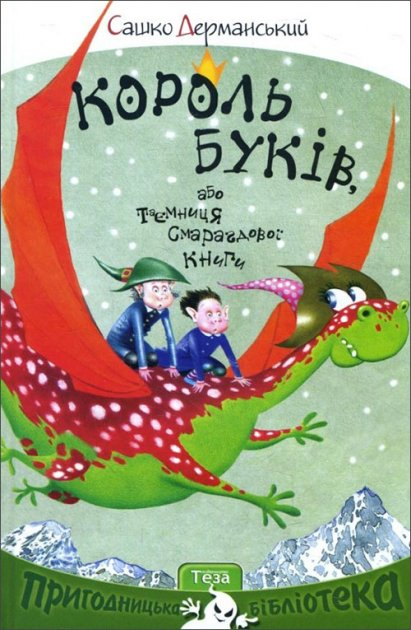 Сашко Дерманський
КОРОЛЬ
БУКІВ,
або
Таємниця
Смарагдової
книги
Теза
Пригодницька бібліотека